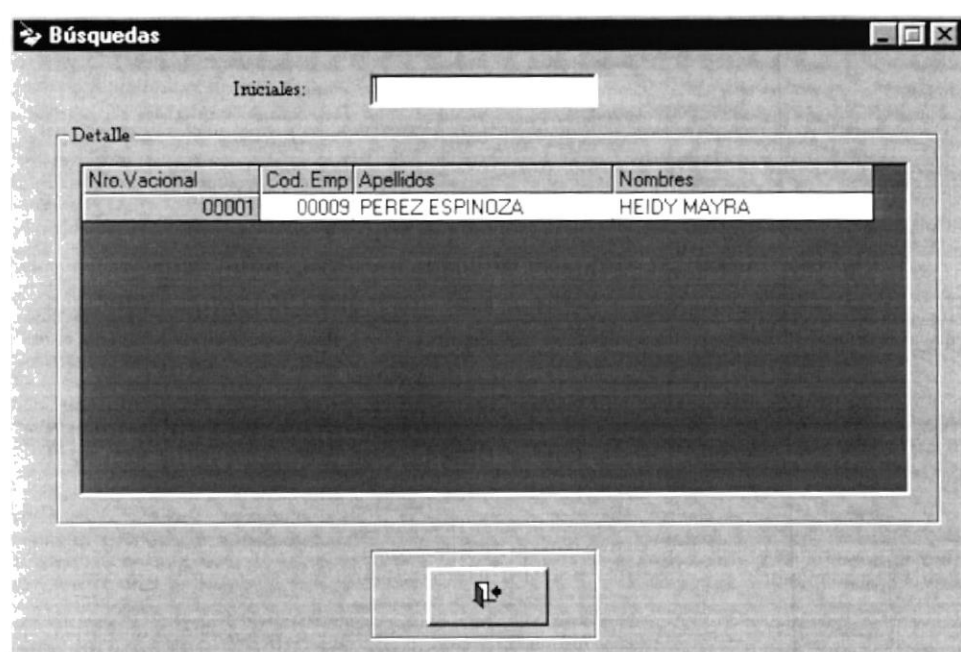 Búsquedas
Iniciales:
Detalle
Nro.Vacional Cod. Emp Apellidos Nombres
00001 00009 PEREZ ESPINOZA HEIDY MAYRA